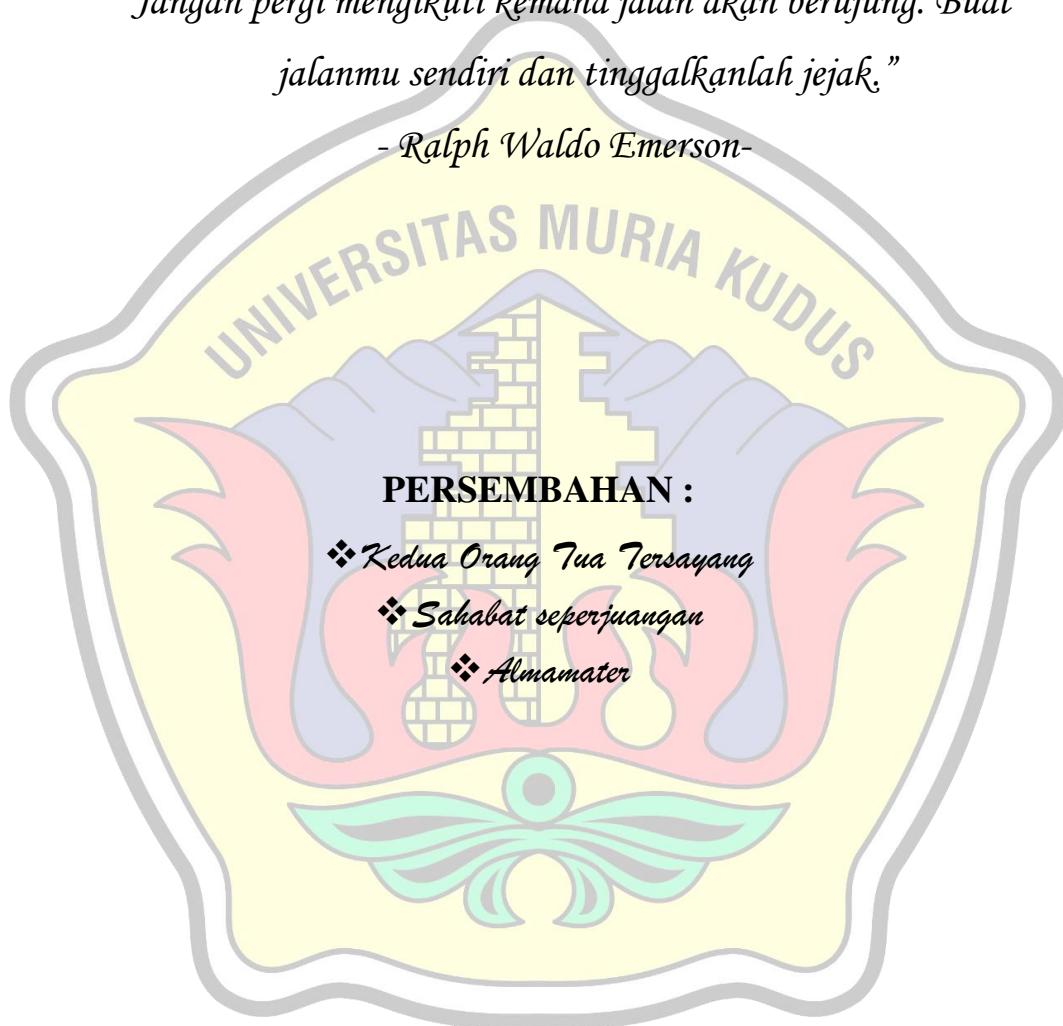 Jangan pergi mengikuti kemana jalan akan berujung. Buat
jalanmu sendiri dan tinggalkanlah jejak.”
- Ralph Waldo Emerson-
UNIVERSITAS MURIA KUDUS
PERSEMBAHAN :
❖Kedua Orang Tua Tersayang
❖Sahabat seperjuangan
❖Almamater